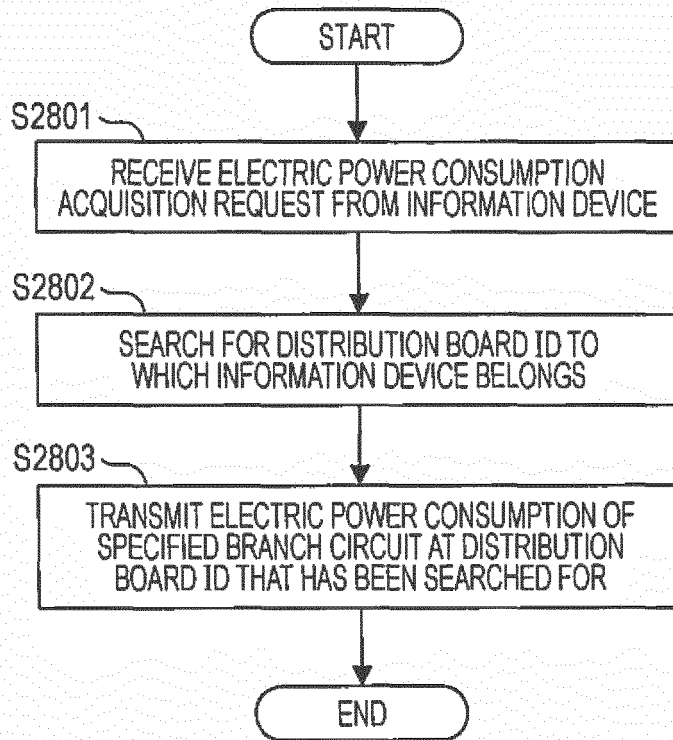 START
S2801
RECEIVE ELECTRIC POWER CONSUMPTION
ACQUISITION REQUEST FROM INFORMATION DEVICE
S2802
SEARCH FOR DISTRIBUTION BOARD ID TO
WHICH INFORMATION DEVICE BELONGS
S2803
TRANSMIT ELECTRIC POWER CONSUMPTION OF
SPECIFIED BRANCH CIRCUIT AT DISTRIBUTION
BOARD ID THAT HAS BEEN SEARCHED FOR
END